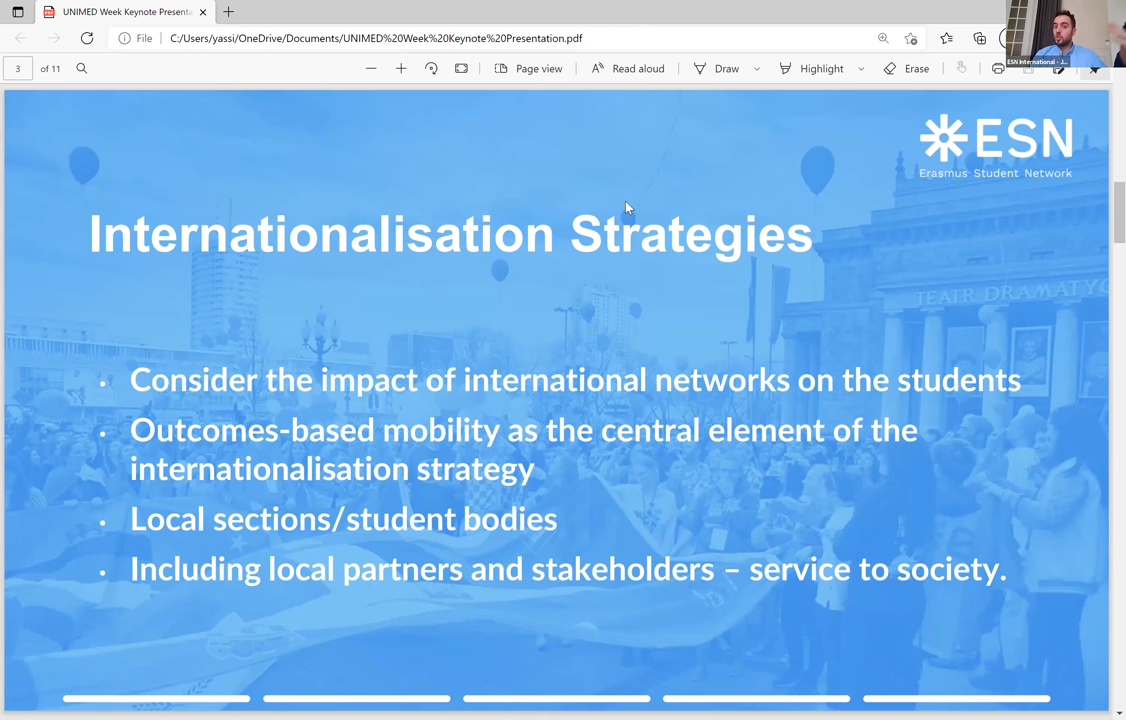 UNIMED Week Keynote Presenta
File
C:/Users/yassi/OneDrive/Documents/UNIMED%20Week%20Keynote%20Presentation.pdf
ESN International - J...
3 of 11
Page view
Read aloud
Draw
Highlight
Erase
ESN
Erasmus Student Network
Internationalisation Strategies
TEATR DRAMATYC
• Consider the impact of international networks on the students
• Outcomes-based mobility as the central element of the
internationalisation strategy
• Local sections/student bodies
• Including local partners and stakeholders – service to society.